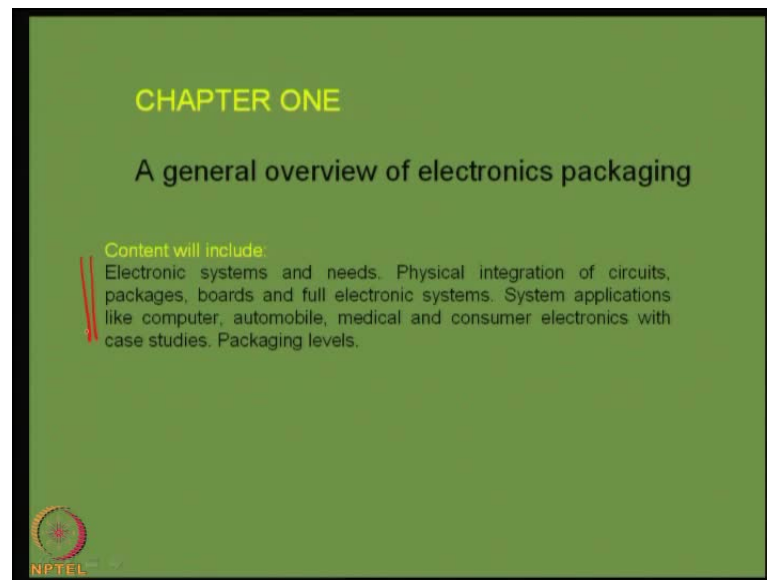 CHAPTER ONE
A general overview of electronics packaging
Content will include:
Electronic systems and needs. Physical integration of circuits,
packages, boards and full electronic systems. System applications
like computer, automobile, medical and consumer electronics with
case studies. Packaging levels.
NPTEL